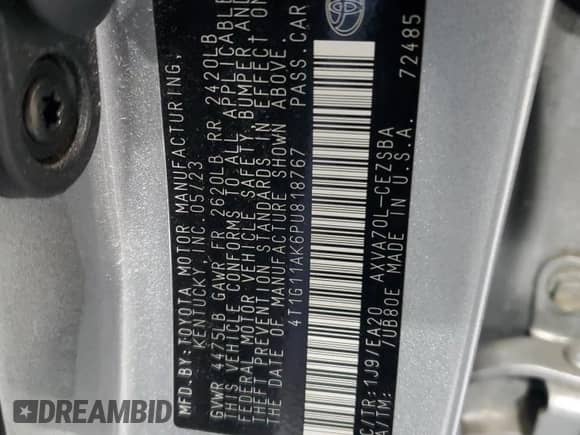 MFD.BY:TOYOTA MOTOR MANUFACTURING,
KENTUCKY, INC. 05/23
GVWR 4475LB GAWR FR 2620LB RR 2420LB
THIS VEHICLE CONFORMS TO ALL APPLICABLE
FEDERAL MOTOR VEHICLE SAFETY, BUMPER AND
THEFT PREVENTION STANDARDS IN EFFECT ON
THE DATE OF MANUFACTURE SHOWN ABOVE.
4T1G11AK6PU818767 PASS.CAR
C/TR:1J9/EA20 AXVA70L-CEZSBA
A/TM: /UB80E MADE IN U.S.A.
72485
DREAMBID